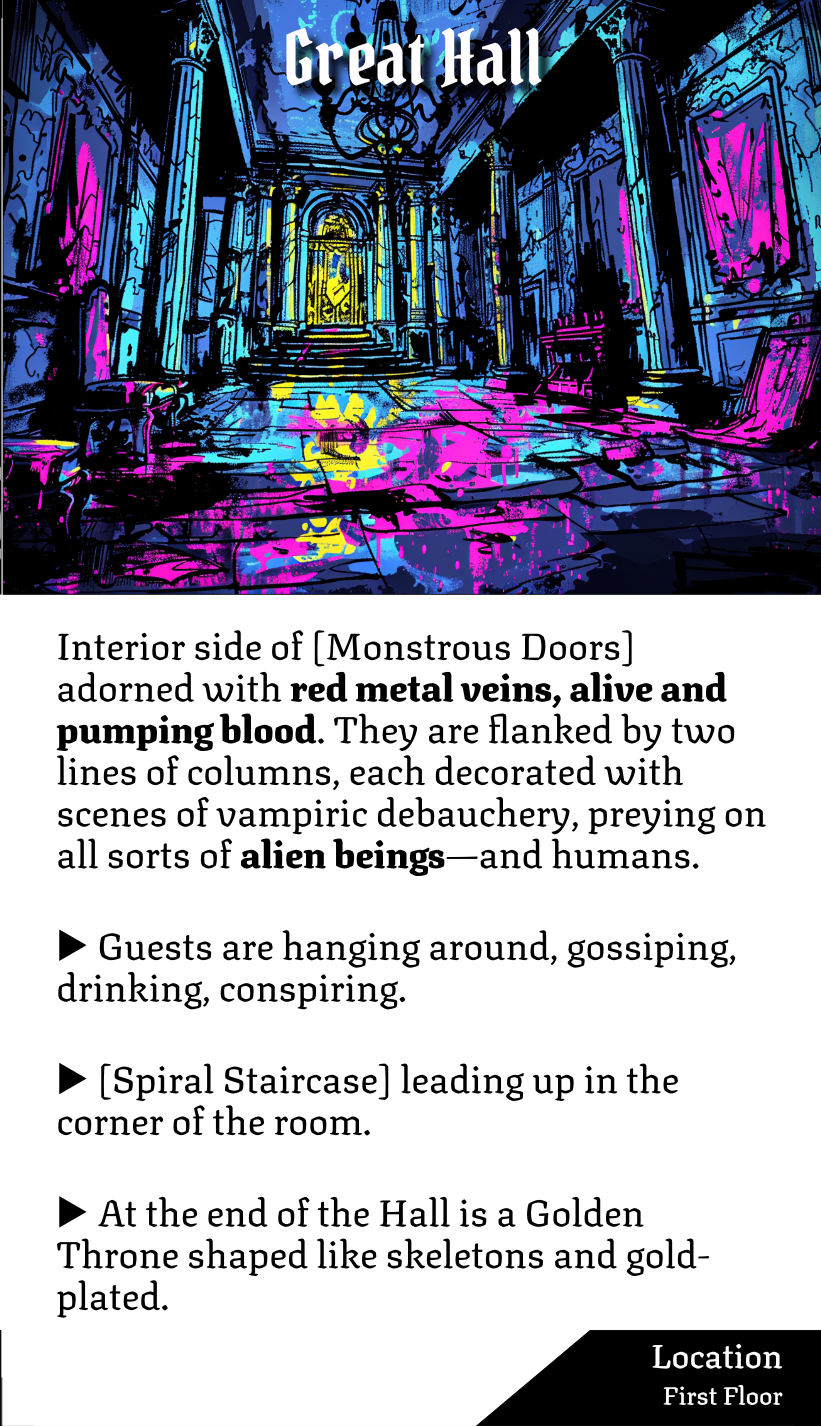 Great Hall
Interior side of [Monstrous Doors]
adorned with red metal veins, alive and
pumping blood. They are flanked by two
lines of columns, each decorated with
scenes of vampiric debauchery, preying on
all sorts of alien beings—and humans.
▶ Guests are hanging around, gossiping,
drinking, conspiring.
▶ [Spiral Staircase] leading up in the
corner of the room.
▶ At the end of the Hall is a Golden
Throne shaped like skeletons and gold-
plated.
Location
First Floor